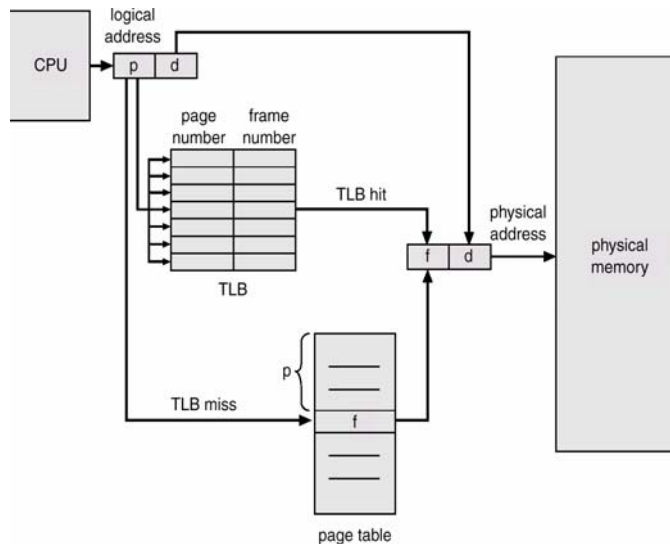 logical
address
CPU
p d
page
number
frame
number
TLB hit
TLB
physical
address
f d
physical
memory
p
TLB miss
f
page table